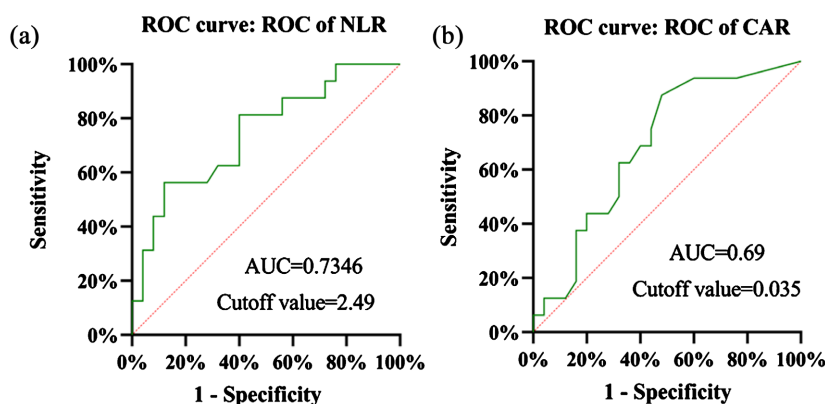 (a)
ROC curve: ROC of NLR
100%
80%
60%
40%
20%
0%
Sensitivity
AUC=0.7346
Cutoff value=2.49
0% 20% 40% 60% 80% 100%
1 - Specificity
(b)
ROC curve: ROC of CAR
100%
80%
60%
40%
20%
0%
Sensitivity
AUC=0.69
Cutoff value=0.035
0% 20% 40% 60% 80% 100%
1 - Specificity